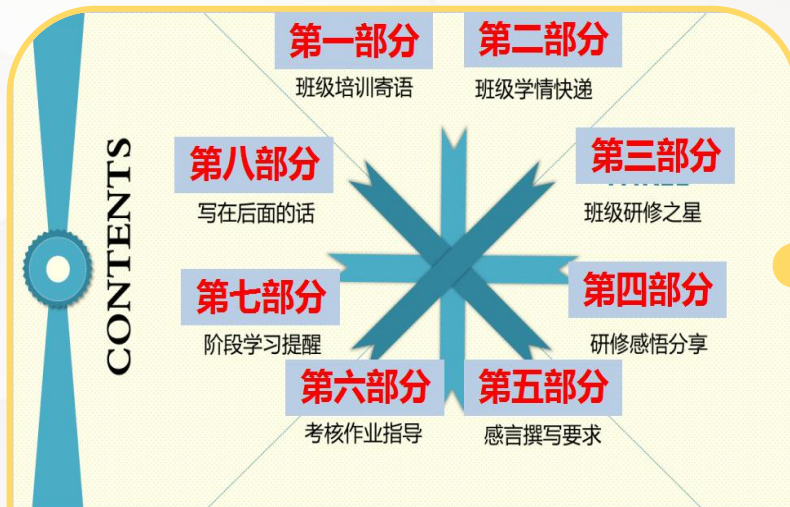 CONTENTS
第一部分
班级培训寄语
第二部分
班级学情快递
第三部分
班级研修之星
第四部分
研修感悟分享
第五部分
感言撰写要求
第六部分
考核作业指导
第七部分
阶段学习提醒
第八部分
写在后面的话